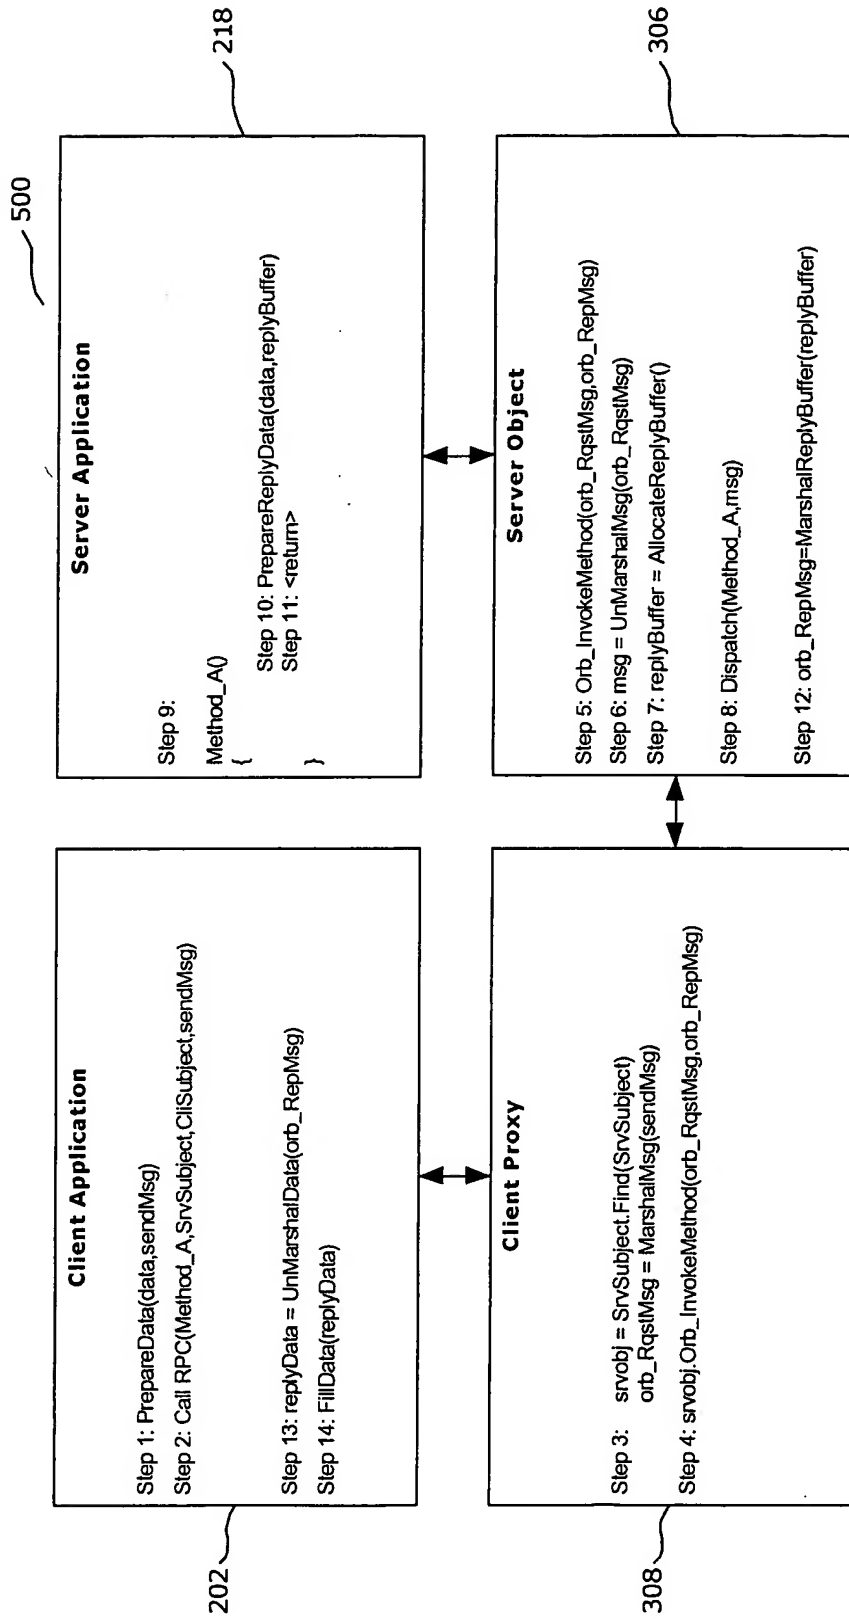 500
Client Application
Step 1: PrepareData(data,sendMsg)
Step 2: Call RPC(Method_A,SrvSubject,CliSubject,sendMsg)
Step 13: replyData = UnMarshalData(orb_RepMsg)
Step 14: FillData(replyData)
202
Server Application
Step 9:
Method_A()
{
Step 10: PrepareReplyData(data,replyBuffer)
Step 11: <return>
}
218
Client Proxy
Step 3: srvobj = SrvSubject.Find(SrvSubject)
orb_RqstMsg = MarshalMsg(sendMsg)
Step 4: srvobj.Orb_InvokeMethod(orb_RqstMsg,orb_RepMsg)
308
Server Object
Step 5: Orb_InvokeMethod(orb_RqstMsg,orb_RepMsg)
Step 6: msg = UnMarshalMsg(orb_RqstMsg)
Step 7: replyBuffer = AllocateReplyBuffer()
Step 8: Dispatch(Method_A,msg)
Step 12: orb_RepMsg=MarshalReplyBuffer(replyBuffer)
306